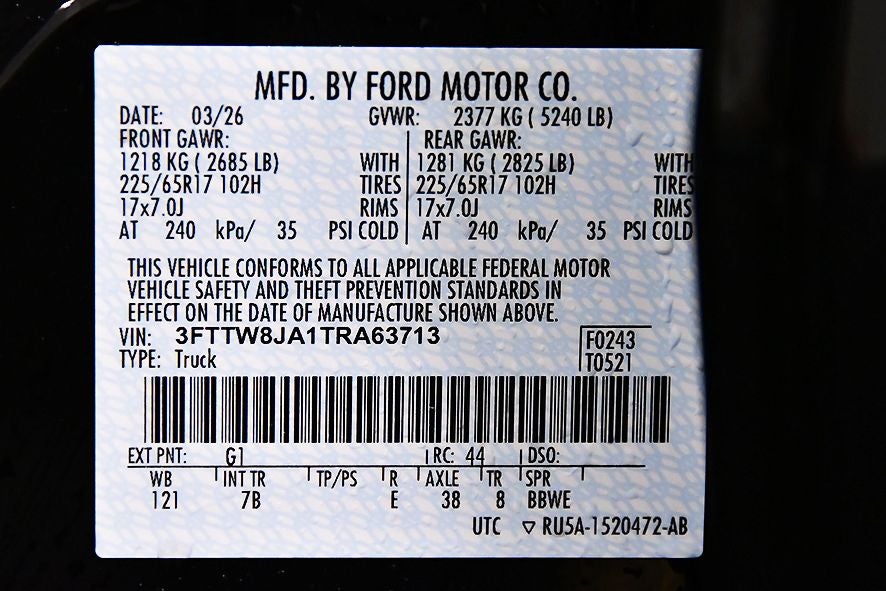 MFD. BY FORD MOTOR CO.
DATE: 03/26 GVWR: 2377 KG ( 5240 LB)
FRONT GAWR: REAR GAWR:
1218 KG ( 2685 LB) WITH 1281 KG ( 2825 LB) WITH
225/65R17 102H TIRES 225/65R17 102H TIRES
17x7.0J RIMS 17x7.0J RIMS
AT 240 kPa/ 35 PSI COLD AT 240 kPa/ 35 PSI COLD
THIS VEHICLE CONFORMS TO ALL APPLICABLE FEDERAL MOTOR
VEHICLE SAFETY AND THEFT PREVENTION STANDARDS IN
EFFECT ON THE DATE OF MANUFACTURE SHOWN ABOVE.
VIN: 3FTTW8JA1TRA63713 F0243
TYPE: Truck T0521
EXT PNT: G1 RC: 44 DSO:
WB INT TR TP/PS R AXLE TR SPR
121 7B E 38 8 BBWE
UTC ▽ RU5A-1520472-AB